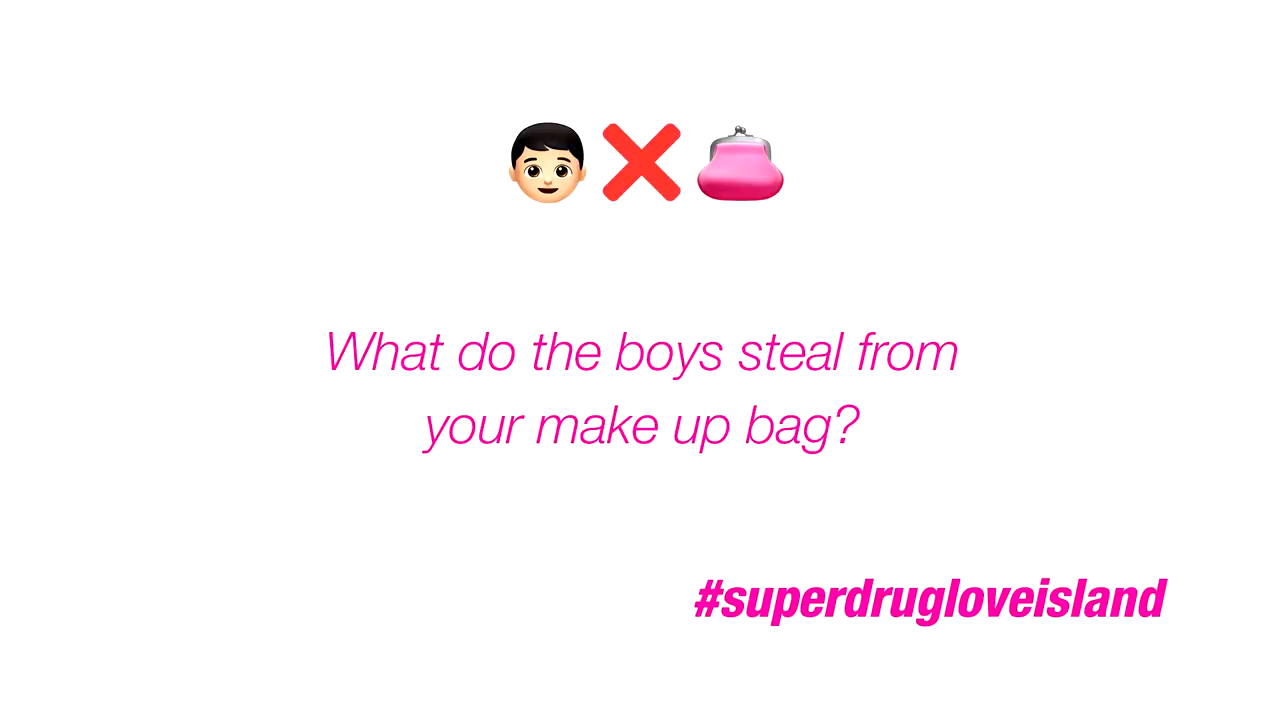 What do the boys steal from
your make up bag?
#superdrugloveisland